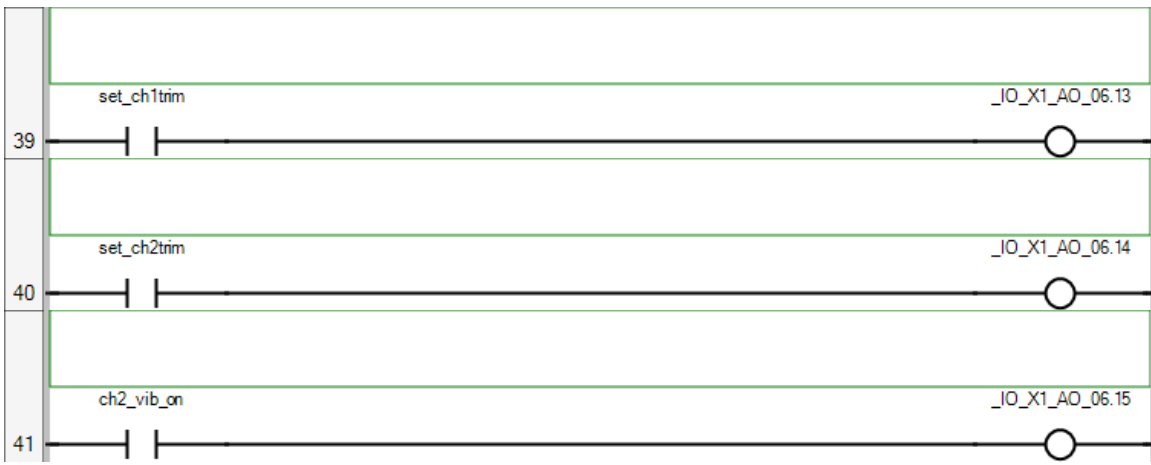 set_ch1trim _IO_X1_AO_06.13
39
set_ch2trim _IO_X1_AO_06.14
40
ch2_vib_on _IO_X1_AO_06.15
41